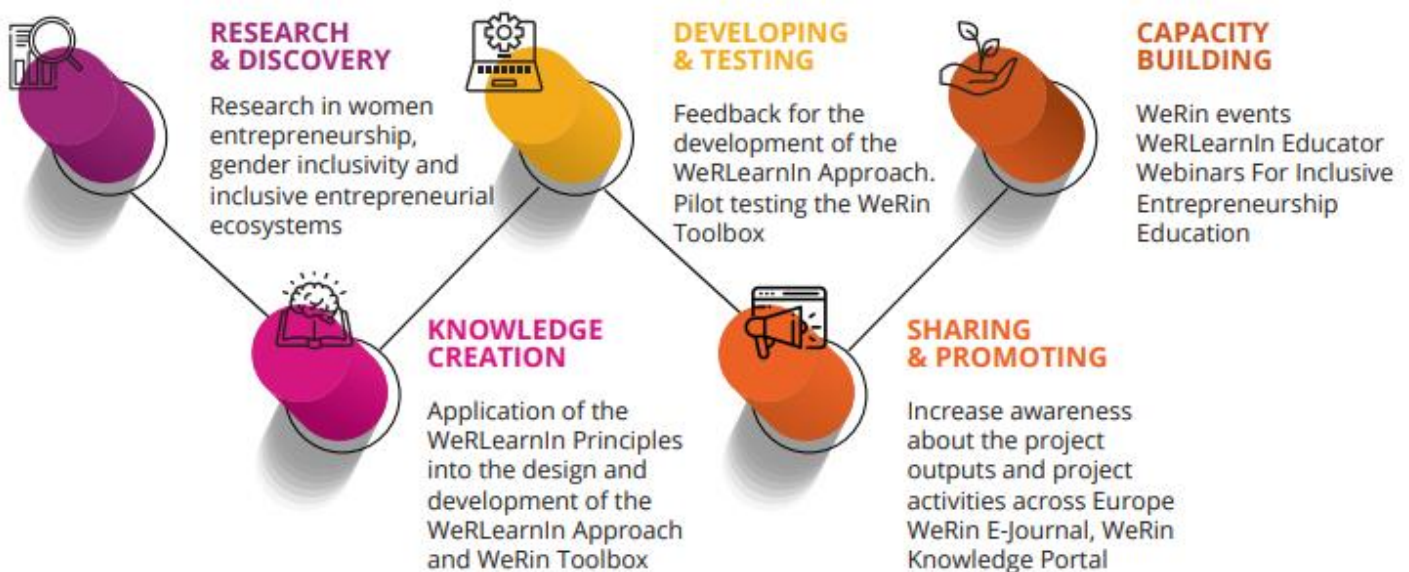 RESEARCH
& DISCOVERY
Research in women
entrepreneurship,
gender inclusivity and
inclusive entrepreneurial
ecosystems
KNOWLEDGE
CREATION
Application of the
WeRLearnIn Principles
into the design and
development of the
WeRLearnIn Approach
and WeRin Toolbox
DEVELOPING
& TESTING
Feedback for the
development of the
WeRLearnIn Approach.
Pilot testing the WeRin
Toolbox
SHARING
& PROMOTING
Increase awareness
about the project
outputs and project
activities across Europe
WeRin E-Journal, WeRin
Knowledge Portal
CAPACITY
BUILDING
WeRin events
WeRLearnIn Educator
Webinars For Inclusive
Entrepreneurship
Education